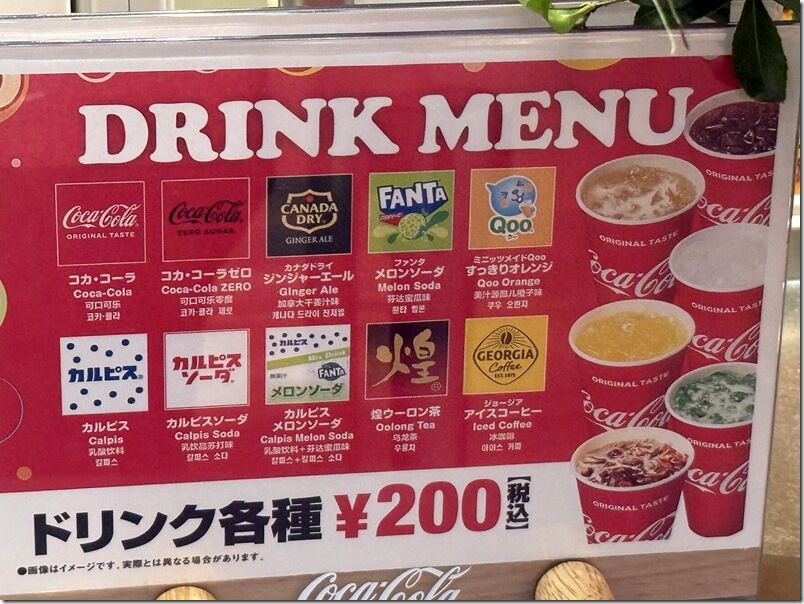 DRINK MENU
Coca-Cola
ORIGINAL TASTE
コカ・コーラ
Coca-Cola
可口可乐
코카·콜라
Coca-Cola
ZERO SUGAR
コカ・コーラゼロ
Coca-Cola ZERO
可口可乐零度
코카·콜라 제로
CANADA
DRY
GINGER ALE
カナダドライ
ジンジャーエール
Ginger Ale
加拿大干姜汁味
캐나다 드라이 진저엘
FANTA
ファンタ
メロンソーダ
Melon Soda
芬达蜜瓜味
환타 멜론
Qoo
クー
ミニッツメイドQoo
すっきりオレンジ
Qoo Orange
美汁源酷儿橙子味
쿠우 오렌지
カルピス
カルピス
Calpis
乳酸饮料
칼피스
カルピス
ソーダ
カルピスソーダ
Calpis Soda
乳饮品苏打味
칼피스 소다
カルピス
Mix Drink
無果汁
FANTA
メロンソーダ
カルピス
メロンソーダ
Calpis Melon Soda
乳酸饮料+芬达蜜瓜味
칼피스+칼피스 소다
煌
煌ウーロン茶
Oolong Tea
乌龙茶
우롱차
GEORGIA
Coffee
EST. 1975
ジョージア
アイスコーヒー
Iced Coffee
冰咖啡
아이스 커피
ORIGINAL TASTE
Coca-Cola
ORIGINAL TASTE
Coca-Cola
ORIGINAL TASTE
Coca-Cola
ORIGINAL TASTE
Coca-Cola
ORIGINAL TASTE
Coca-Cola
ORIGINAL TASTE
Coca-Cola
ドリンク各種 ¥200【税込】
●画像はイメージです。実際とは異なる場合があります。
Coca-Cola